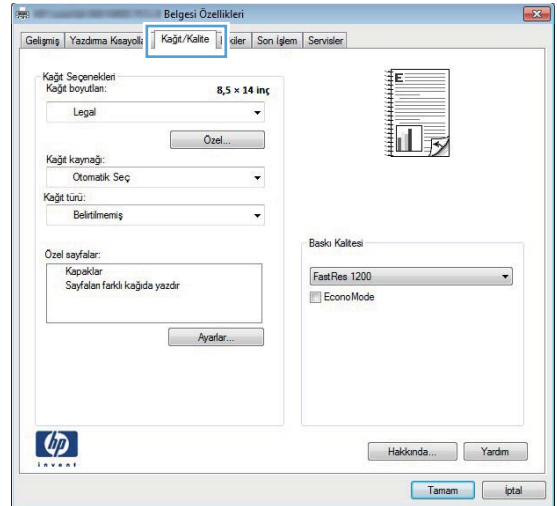 Belgesi Özellikleri
Gelişmiş Yazdırma Kısayolla Kağıt/Kalite kiler Son işlem Servisler
Kağıt Seçenekleri
Kağıt boyutları: 8,5 × 14 inç
Legal
Özel...
Kağıt kaynağı:
Otomatik Seç
Kağıt türü:
Belirtilmemiş
Özel sayfalar:
Kapaklar
Sayfaları farklı kağıda yazdır
Ayarlar...
E
Baskı Kalitesi
FastRes 1200
EconoMode
hp
invent
Hakkında... Yardım
Tamam İptal